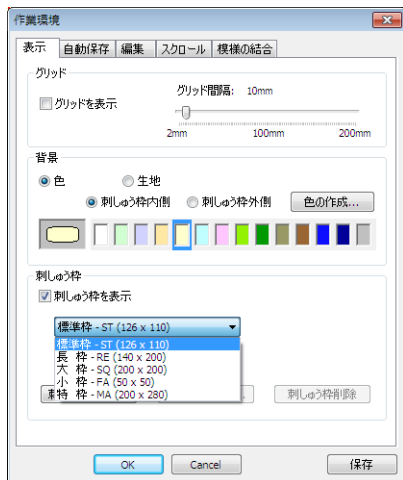 作業環境
表示 自動保存 編集 スクロール 模様の結合
グリッド
グリッド間隔: 10mm
グリッドを表示
2mm 100mm 200mm
背景
色 生地
刺しゅう枠内側 刺しゅう枠外側 色の作成...
刺しゅう枠
刺しゅう枠を表示
標準枠 - ST (126 x 110)
標準枠 - ST (126 x 110)
長 枠 - RE (140 x 200)
大 枠 - SQ (200 x 200)
小 枠 - FA (50 x 50)
特 枠 - MA (200 x 280)
刺しゅう枠削除
OK Cancel 保存